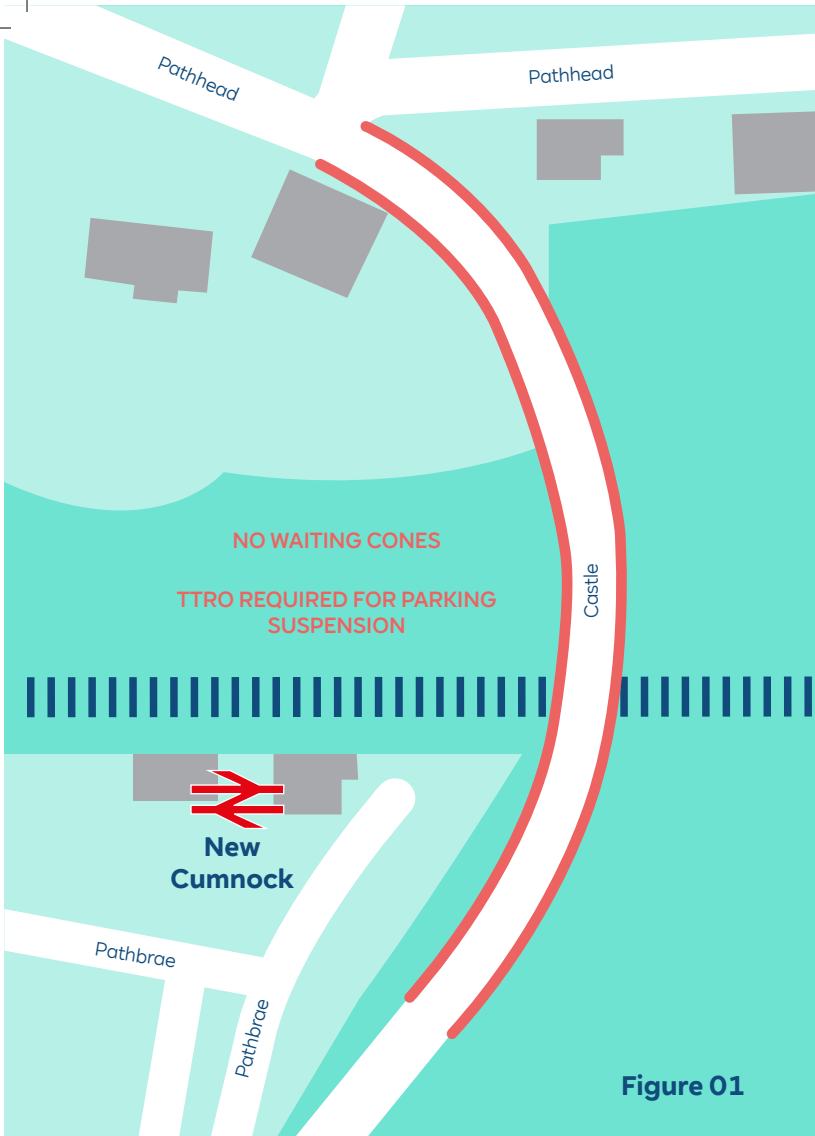 Pathhead
Pathhead
NO WAITING CONES
TTRO REQUIRED FOR PARKING
SUSPENSION
Castle
New
Cumnock
Pathbrae
Pathbrae
Figure 01